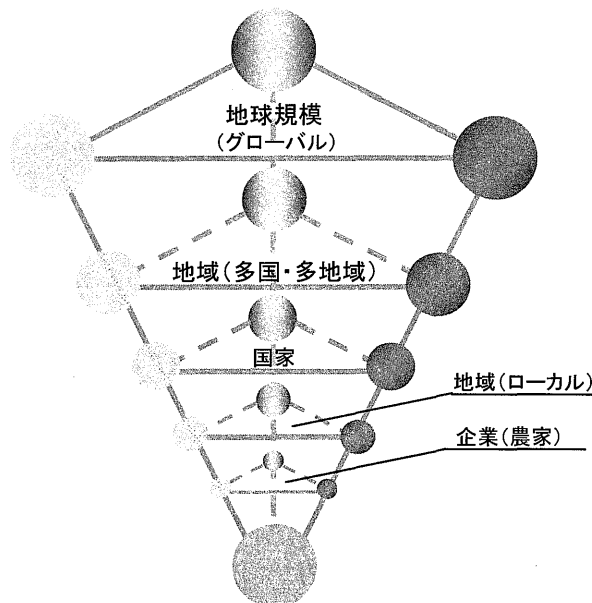 地球規模
(グローバル)
地域(多国・多地域)
国家
地域(ローカル)
企業(農家)